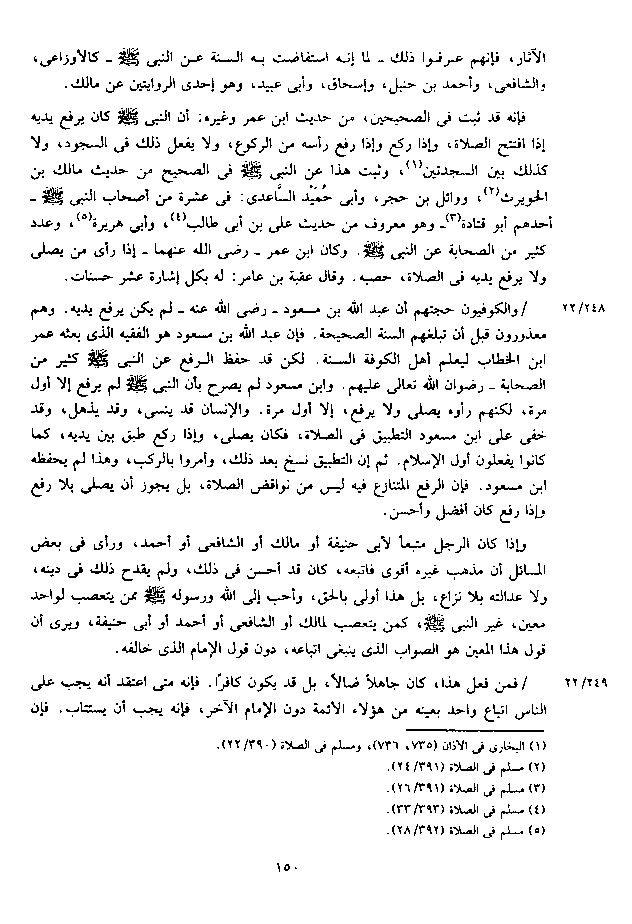 الآثار، فإنهم عرفوا ذلك ـ لما إنه استفاضت به السنة عن النبى ﷺ ـ كالأوزاعى،
والشافعى، وأحمد بن حنبل، وإسحاق، وأبى عبيد، وهو إحدى الروايتين عن مالك.
فإنه قد ثبت فى الصحيحين، من حديث ابن عمر وغيره: أن النبى ﷺ كان يرفع يديه
إذا افتتح الصلاة، وإذا ركع وإذا رفع رأسه من الركوع، ولا يفعل ذلك فى السجود، ولا
كذلك بين السجدتين(١)، وثبت هذا عن النبى ﷺ فى الصحيح من حديث مالك بن
الحويرث(٢)، ووائل بن حجر، وأبى حُمَيْد السَّاعدى: فى عشرة من أصحاب النبى ﷺ ـ
أحدهم أبو قتادة(٣)ـ وهو معروف من حديث على بن أبى طالب(٤)، وأبى هريرة(٥)، وعدد
كثير من الصحابة عن النبى ﷺ. وكان ابن عمر ـ رضى الله عنهما ـ إذا رأى من يصلى
ولا يرفع يديه فى الصلاة، حصبه. وقال عقبة بن عامر: له بكل إشارة عشر حسنات.
٢٢/٢٤٨ / والكوفيون حجتهم أن عبد الله بن مسعود ـ رضى الله عنه ـ لم يكن يرفع يديه. وهم
معذورون قبل أن تبلغهم السنة الصحيحة. فإن عبد الله بن مسعود هو الفقيه الذى بعثه عمر
ابن الخطاب ليعلم أهل الكوفة السنة. لكن قد حفظ الرفع عن النبى ﷺ كثير من
الصحابة ـ رضوان الله تعالى عليهم. وابن مسعود لم يصرح بأن النبى ﷺ لم يرفع إلا أول
مرة، لكنهم رأوه يصلى ولا يرفع، إلا أول مرة. والإنسان قد ينسى، وقد يذهل، وقد
خفى على ابن مسعود التطبيق فى الصلاة، فكان يصلى، وإذا ركع طبق بين يديه، كما
كانوا يفعلون أول الإسلام. ثم إن التطبيق نسخ بعد ذلك، وأمروا بالركب، وهذا لم يحفظه
ابن مسعود. فإن الرفع المتنازع فيه ليس من نواقض الصلاة، بل يجوز أن يصلى بلا رفع
وإذا رفع كان أفضل وأحسن.
وإذا كان الرجل متبعاً لأبى حنيفة أو مالك أو الشافعى أو أحمد، ورأى فى بعض
المسائل أن مذهب غيره أقوى فاتبعه، كان قد أحسن فى ذلك، ولم يقدح ذلك فى دينه،
ولا عدالته بلا نزاع، بل هذا أولى بالحق، وأحب إلى الله ورسوله ﷺ ممن يتعصب لواحد
معين، غير النبى ﷺ، كمن يتعصب لمالك أو الشافعى أو أحمد أو أبى حنيفة، ويرى أن
قول هذا المعين هو الصواب الذى ينبغى اتباعه، دون قول الإمام الذى خالفه.
٢٢/٢٤٩ / فمن فعل هذا، كان جاهلاً ضالاً، بل قد يكون كافراً. فإنه متى اعتقد أنه يجب على
الناس اتباع واحد بعينه من هؤلاء الأئمة دون الإمام الآخر، فإنه يجب أن يستتاب. فإن
(١) البخارى فى الأذان (٧٣٥، ٧٣٦)، ومسلم فى الصلاة (٢٢/٣٩٠).
(٢) مسلم فى الصلاة (٢٤/٣٩١).
(٣) مسلم فى الصلاة (٢٦/٣٩١).
(٤) مسلم فى الصلاة (٣٣/٣٩٣).
(٥) مسلم فى الصلاة (٢٨/٣٩٢).
١٥٠